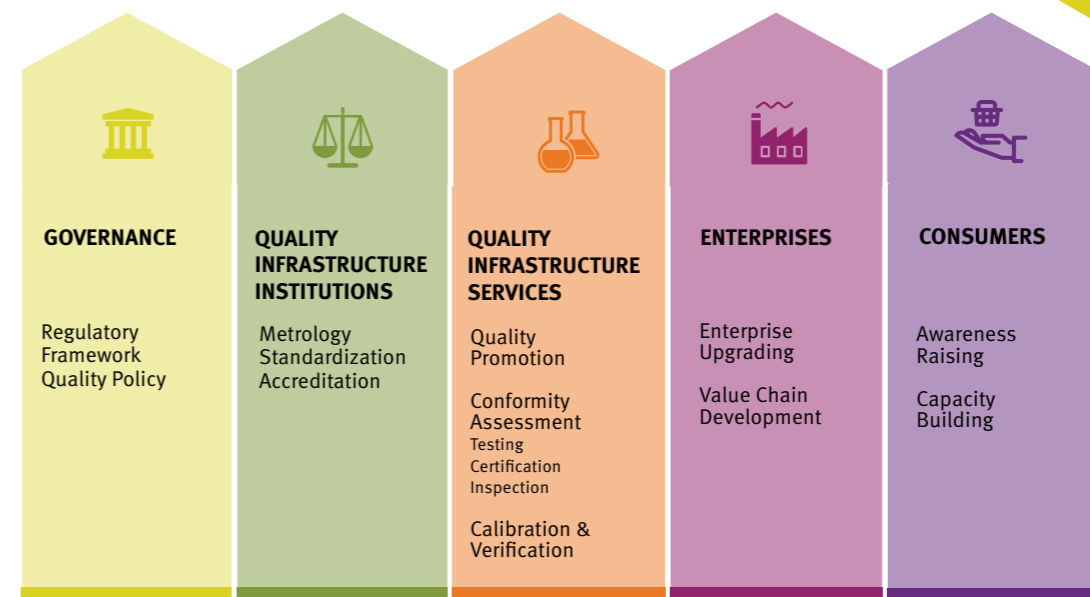 GOVERNANCE
Regulatory
Framework
Quality Policy
QUALITY
INFRASTRUCTURE
INSTITUTIONS
Metrology
Standardization
Accreditation
QUALITY
INFRASTRUCTURE
SERVICES
Quality
Promotion
Conformity
Assessment
Testing
Certification
Inspection
Calibration &
Verification
ENTERPRISES
Enterprise
Upgrading
Value Chain
Development
CONSUMERS
Awareness
Raising
Capacity
Building